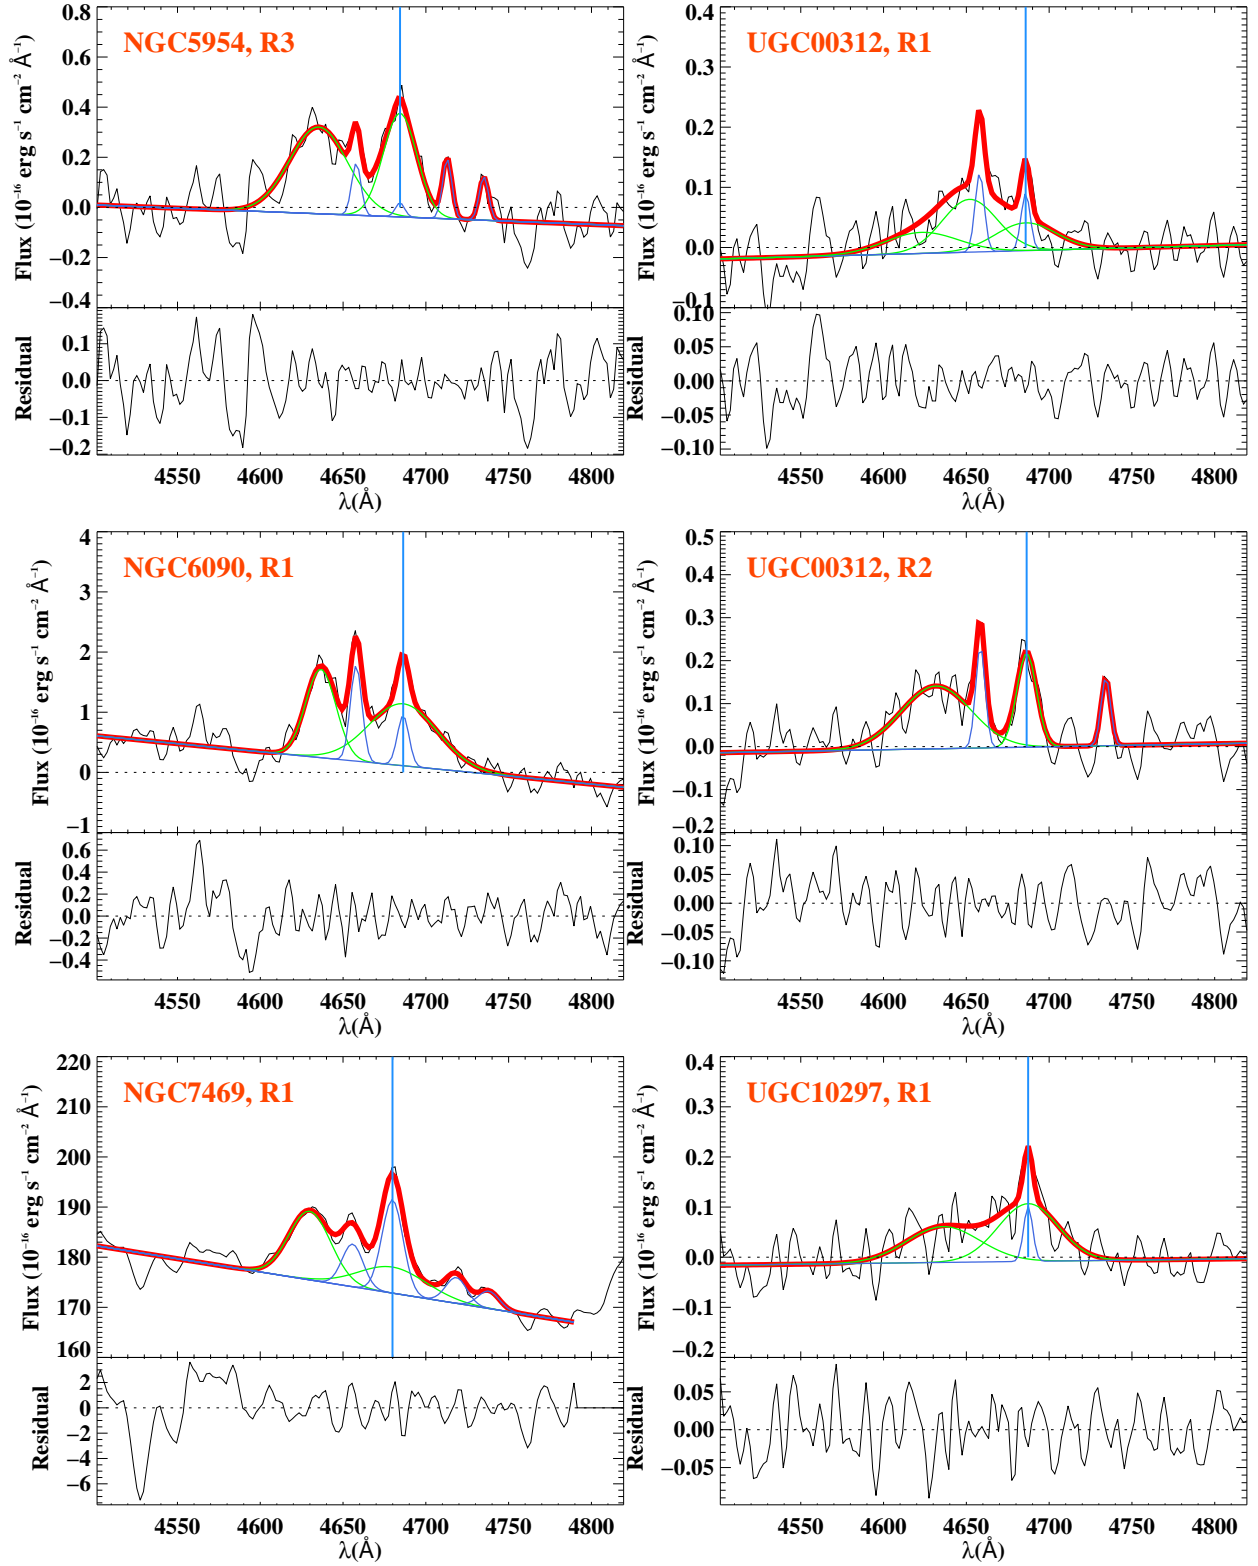 NGC5954, R3
Flux (10⁻¹⁶ erg s⁻¹ cm⁻² Å⁻¹)
0.8
0.6
0.4
0.2
0.0
−0.2
−0.4
Residual
0.1
0.0
−0.1
−0.2
4550 4600 4650 4700 4750 4800
λ(Å)
UGC00312, R1
Flux (10⁻¹⁶ erg s⁻¹ cm⁻² Å⁻¹)
0.4
0.3
0.2
0.1
0.0
−0.1
Residual
0.10
0.05
0.00
−0.05
−0.10
4550 4600 4650 4700 4750 4800
λ(Å)
NGC6090, R1
Flux (10⁻¹⁶ erg s⁻¹ cm⁻² Å⁻¹)
4
3
2
1
0
−1
Residual
0.6
0.4
0.2
0.0
−0.2
−0.4
4550 4600 4650 4700 4750 4800
λ(Å)
UGC00312, R2
Flux (10⁻¹⁶ erg s⁻¹ cm⁻² Å⁻¹)
0.5
0.4
0.3
0.2
0.1
0.0
−0.1
−0.2
Residual
0.10
0.05
0.00
−0.05
−0.10
4550 4600 4650 4700 4750 4800
λ(Å)
NGC7469, R1
Flux (10⁻¹⁶ erg s⁻¹ cm⁻² Å⁻¹)
220
210
200
190
180
170
160
Residual
2
0
−2
−4
−6
4550 4600 4650 4700 4750 4800
λ(Å)
UGC10297, R1
Flux (10⁻¹⁶ erg s⁻¹ cm⁻² Å⁻¹)
0.4
0.3
0.2
0.1
0.0
−0.1
−0.2
Residual
0.05
0.00
−0.05
4550 4600 4650 4700 4750 4800
λ(Å)